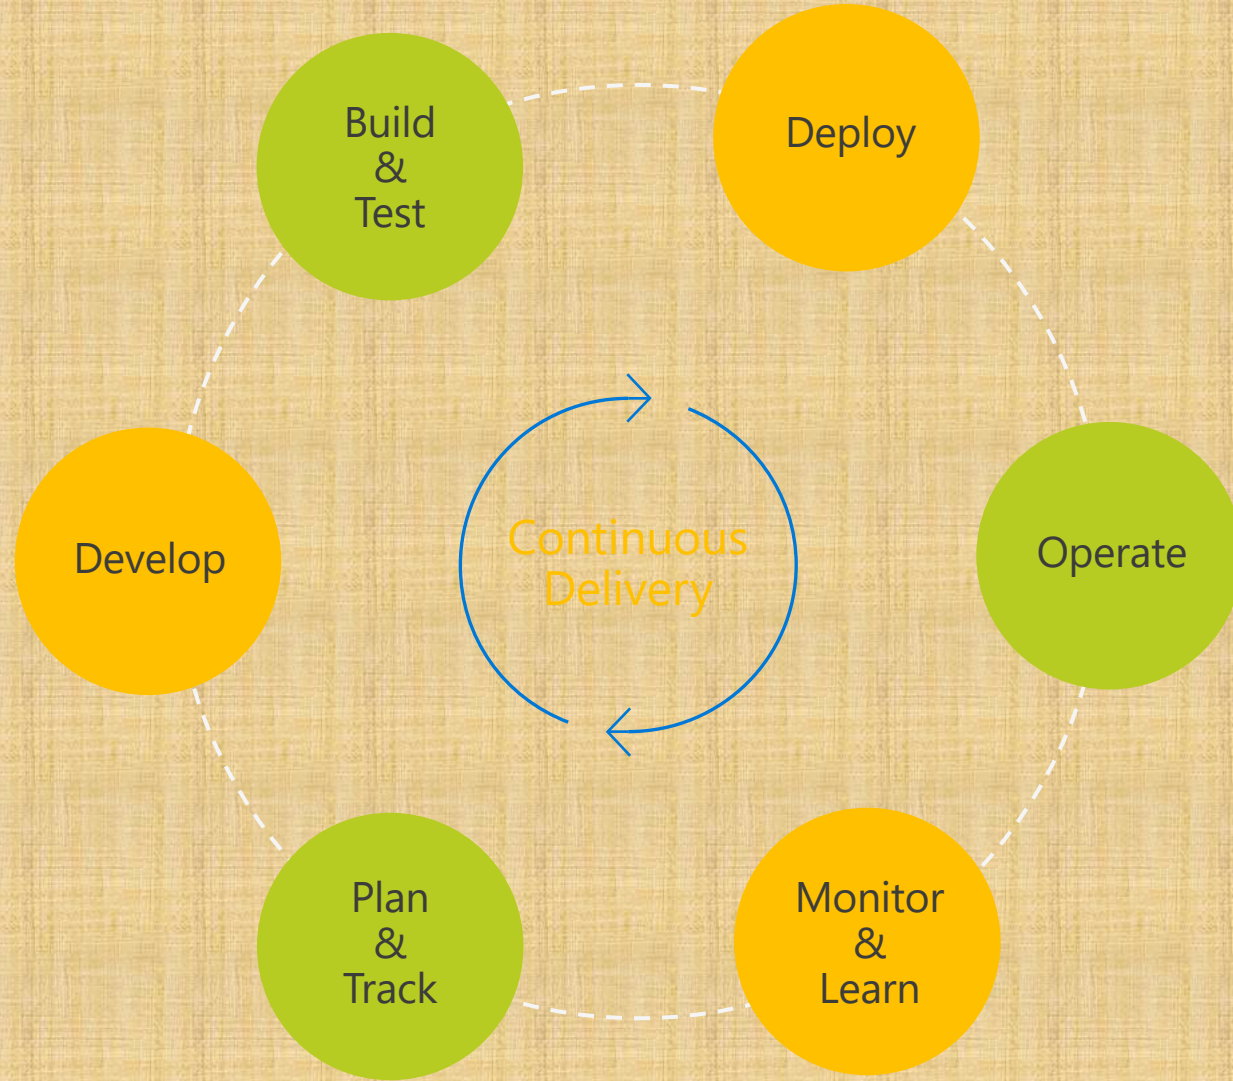 Build
&
Test
Deploy
Develop
Continuous
Delivery
Operate
Plan
&
Track
Monitor
&
Learn